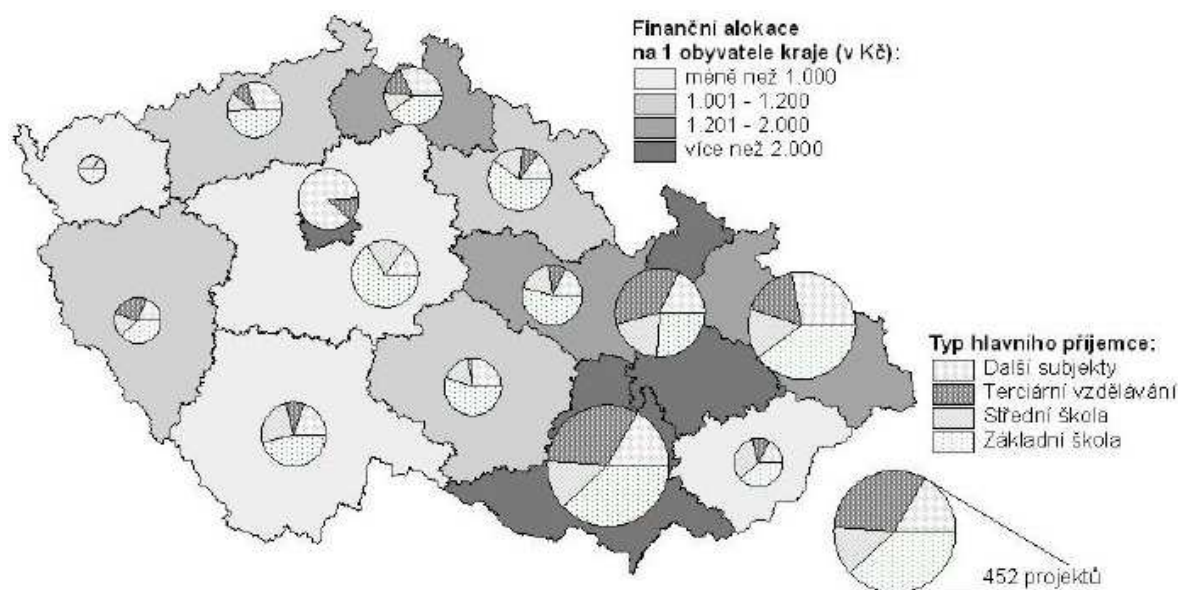 Finanční alokace
na 1 obyvatele kraje (v Kč):
méně než 1.000
1.001 - 1.200
1.201 - 2.000
více než 2.000
Typ hlavního příjemce:
Další subjekty
Terciární vzdělávání
Střední škola
Základní škola
452 projektů